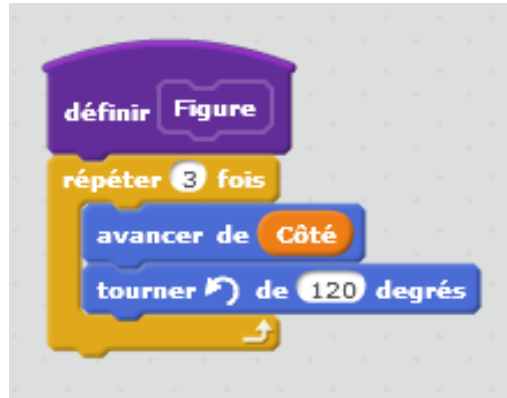 définir Figure
répéter 3 fois
avancer de Côté
tourner de 120 degrés